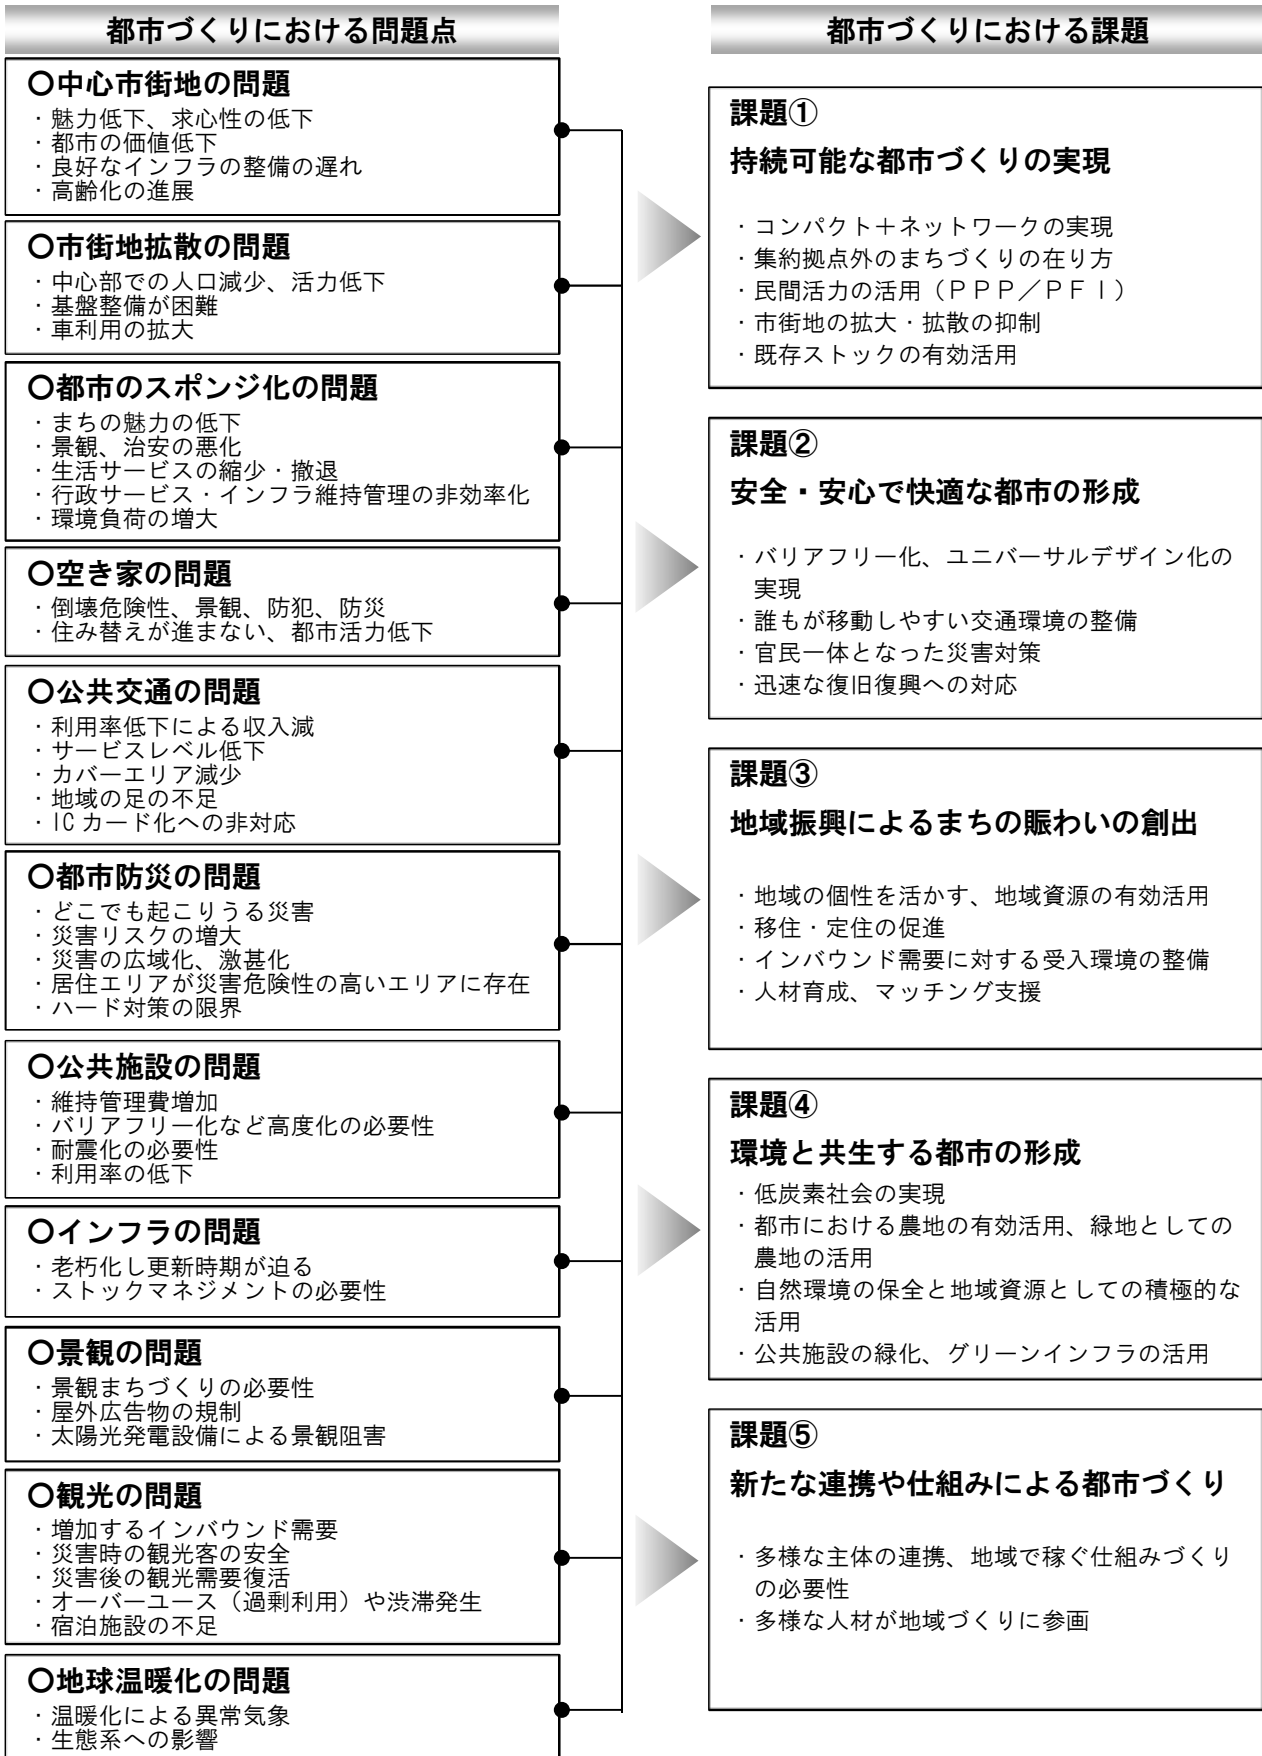 都市づくりにおける問題点
〇中心市街地の問題
・魅力低下、求心性の低下
・都市の価値低下
・良好なインフラの整備の遅れ
・高齢化の進展
〇市街地拡散の問題
・中心部での人口減少、活力低下
・基盤整備が困難
・車利用の拡大
〇都市のスポンジ化の問題
・まちの魅力の低下
・景観、治安の悪化
・生活サービスの縮少・撤退
・行政サービス・インフラ維持管理の非効率化
・環境負荷の増大
〇空き家の問題
・倒壊危険性、景観、防犯、防災
・住み替えが進まない、都市活力低下
〇公共交通の問題
・利用率低下による収入減
・サービスレベル低下
・カバーエリア減少
・地域の足の不足
・ICカード化への非対応
〇都市防災の問題
・どこでも起こりうる災害
・災害リスクの増大
・災害の広域化、激甚化
・居住エリアが災害危険性の高いエリアに存在
・ハード対策の限界
〇公共施設の問題
・維持管理費増加
・バリアフリー化など高度化の必要性
・耐震化の必要性
・利用率の低下
〇インフラの問題
・老朽化し更新時期が迫る
・ストックマネジメントの必要性
〇景観の問題
・景観まちづくりの必要性
・屋外広告物の規制
・太陽光発電設備による景観阻害
〇観光の問題
・増加するインバウンド需要
・災害時の観光客の安全
・災害後の観光需要復活
・オーバーユース（過剰利用）や渋滞発生
・宿泊施設の不足
〇地球温暖化の問題
・温暖化による異常気象
・生態系への影響
都市づくりにおける課題
課題①
持続可能な都市づくりの実現
・コンパクト＋ネットワークの実現
・集約拠点外のまちづくりの在り方
・民間活力の活用（ＰＰＰ／ＰＦＩ）
・市街地の拡大・拡散の抑制
・既存ストックの有効活用
課題②
安全・安心で快適な都市の形成
・バリアフリー化、ユニバーサルデザイン化の
実現
・誰もが移動しやすい交通環境の整備
・官民一体となった災害対策
・迅速な復旧復興への対応
課題③
地域振興によるまちの賑わいの創出
・地域の個性を活かす、地域資源の有効活用
・移住・定住の促進
・インバウンド需要に対する受入環境の整備
・人材育成、マッチング支援
課題④
環境と共生する都市の形成
・低炭素社会の実現
・都市における農地の有効活用、緑地としての
農地の活用
・自然環境の保全と地域資源としての積極的な
活用
・公共施設の緑化、グリーンインフラの活用
課題⑤
新たな連携や仕組みによる都市づくり
・多様な主体の連携、地域で稼ぐ仕組みづくり
の必要性
・多様な人材が地域づくりに参画